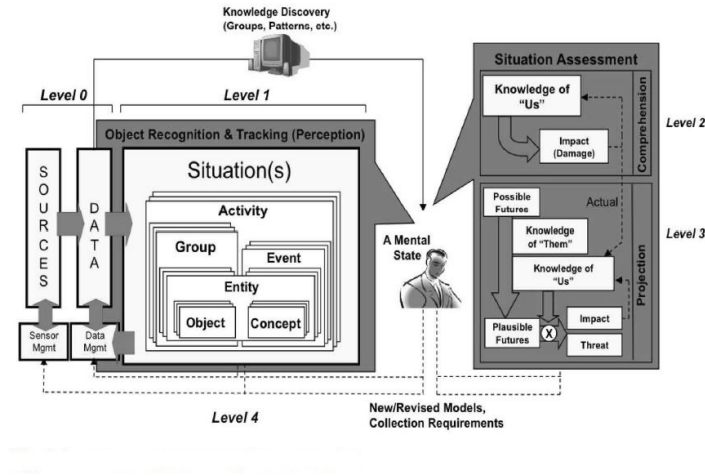 Knowledge Discovery
(Groups, Patterns, etc.)
Level 0
Level 1
Object Recognition & Tracking (Perception)
SOURCES
DATA
Situation(s)
Activity
Group
Event
Entity
Object
Concept
Sensor
Mgmt
Data
Mgmt
Level 4
A Mental
State
New/Revised Models,
Collection Requirements
Situation Assessment
Knowledge of
"Us"
Impact
(Damage)
Comprehension
Level 2
Possible
Futures
Actual
Knowledge
of "Them"
Knowledge of
"Us"
Plausible
Futures
X
Impact
Threat
Projection
Level 3